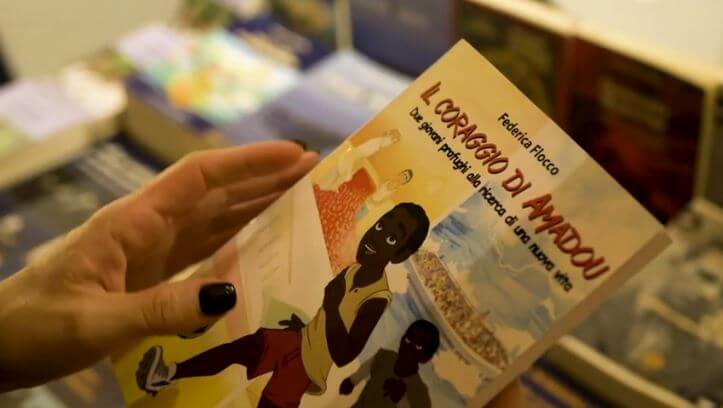 Federica Flocco
IL CORAGGIO DI AMADOU
Due giovani profughi alla ricerca di una nuova vita